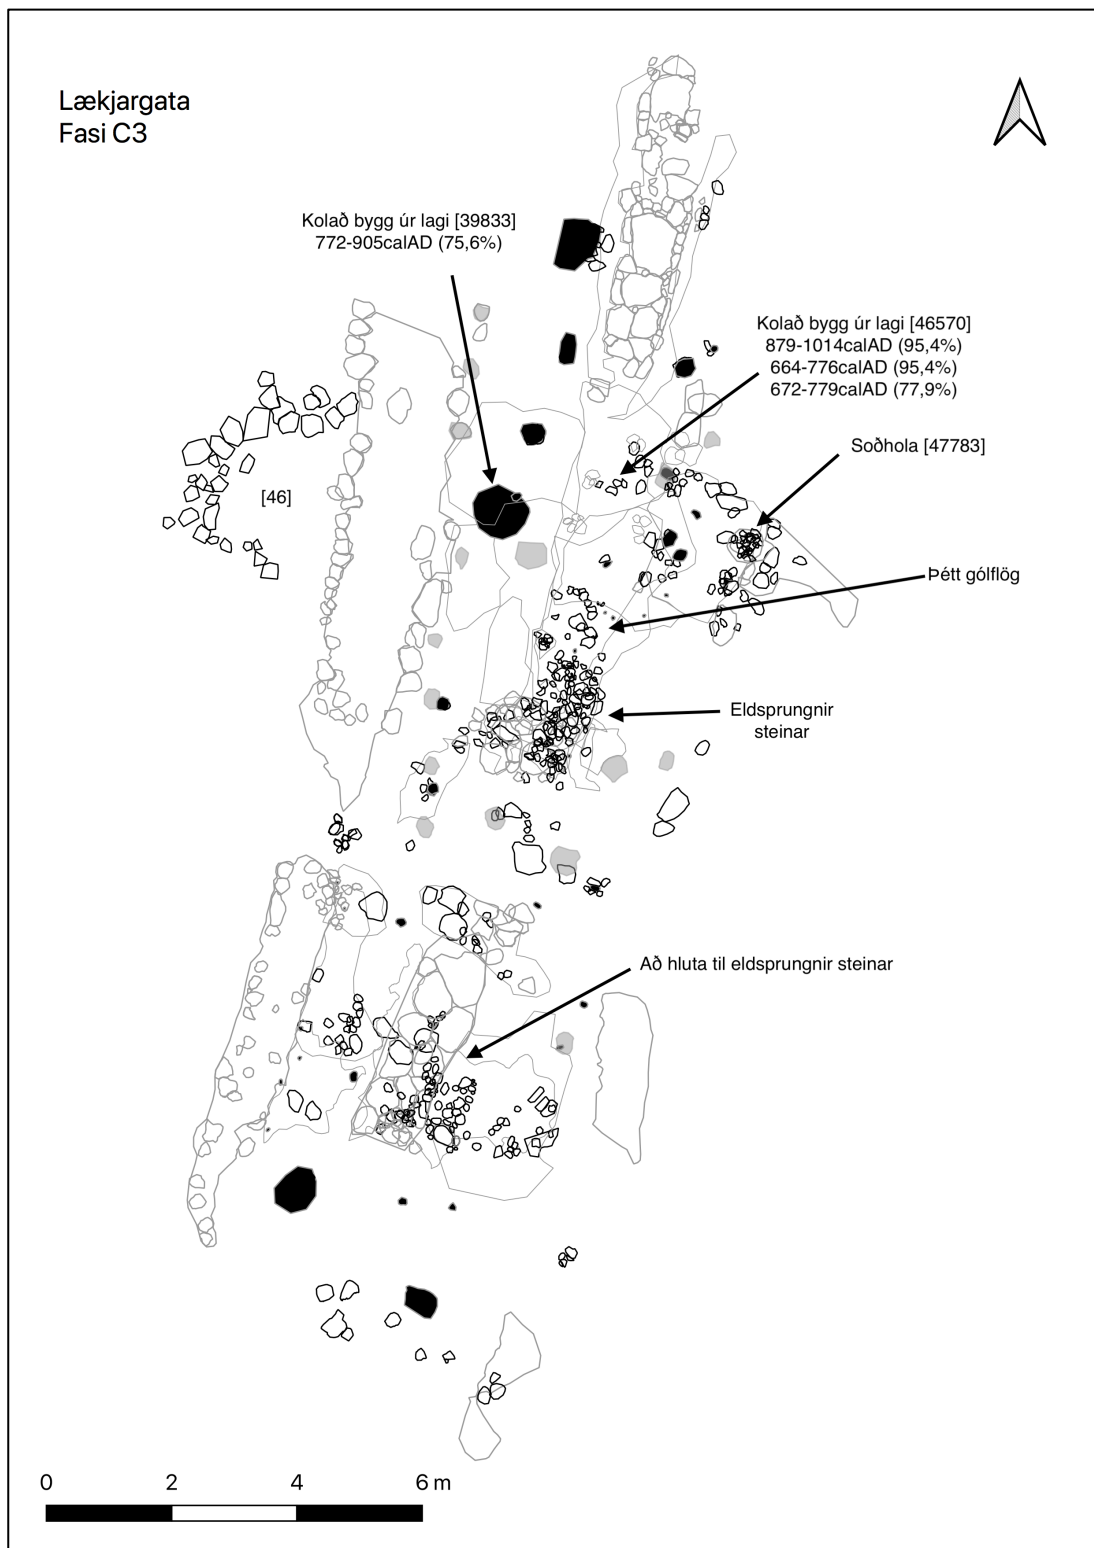 Lækjargata
Fasi C3
Kolað bygg úr lagi [39833]
772-905calAD (75,6%)
Kolað bygg úr lagi [46570]
879-1014calAD (95,4%)
664-776calAD (95,4%)
672-779calAD (77,9%)
Soðhola [47783]
[46]
Þétt gólflög
Eldsprungnir
steinar
Að hluta til eldsprungnir steinar
0 2 4 6 m